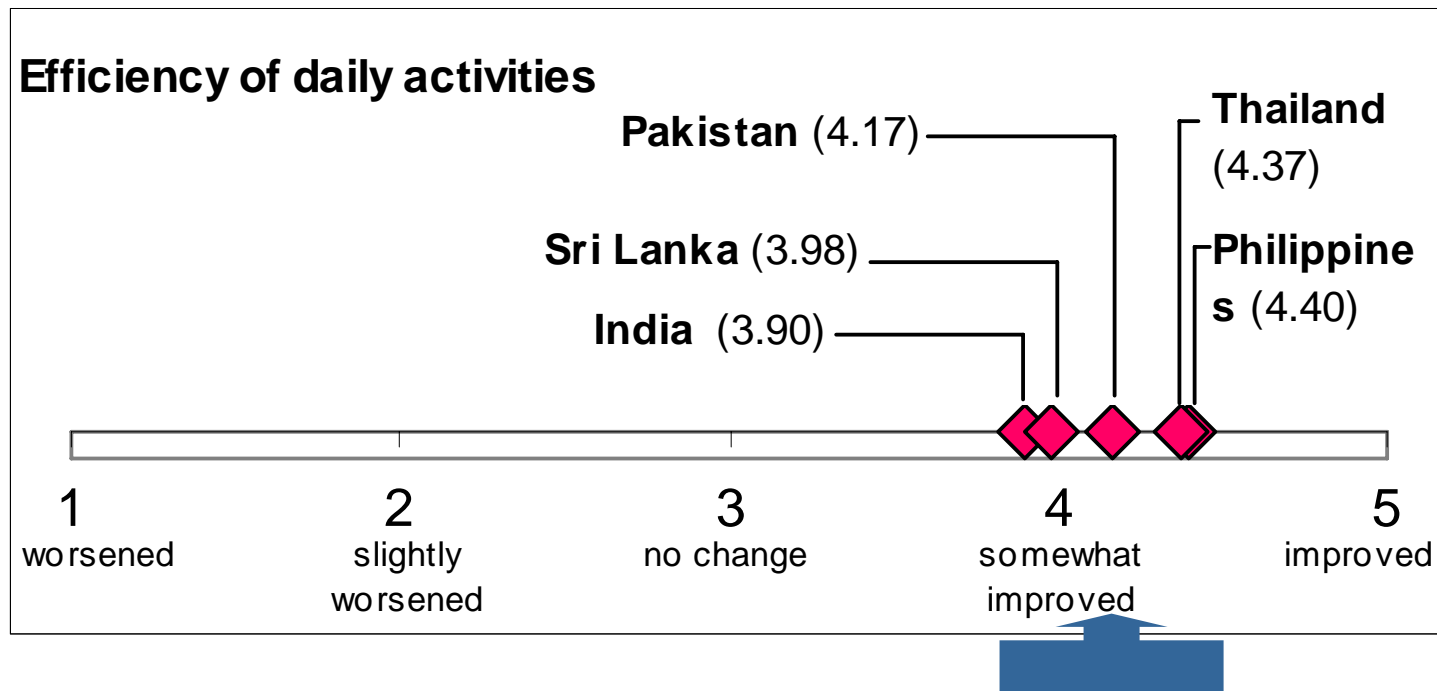 Efficiency of daily activities
Pakistan (4.17)
Thailand
(4.37)
Sri Lanka (3.98)
Philippine
s (4.40)
India (3.90)
1 2 3 4 5
worsened slightly no change somewhat improved
worsened improved